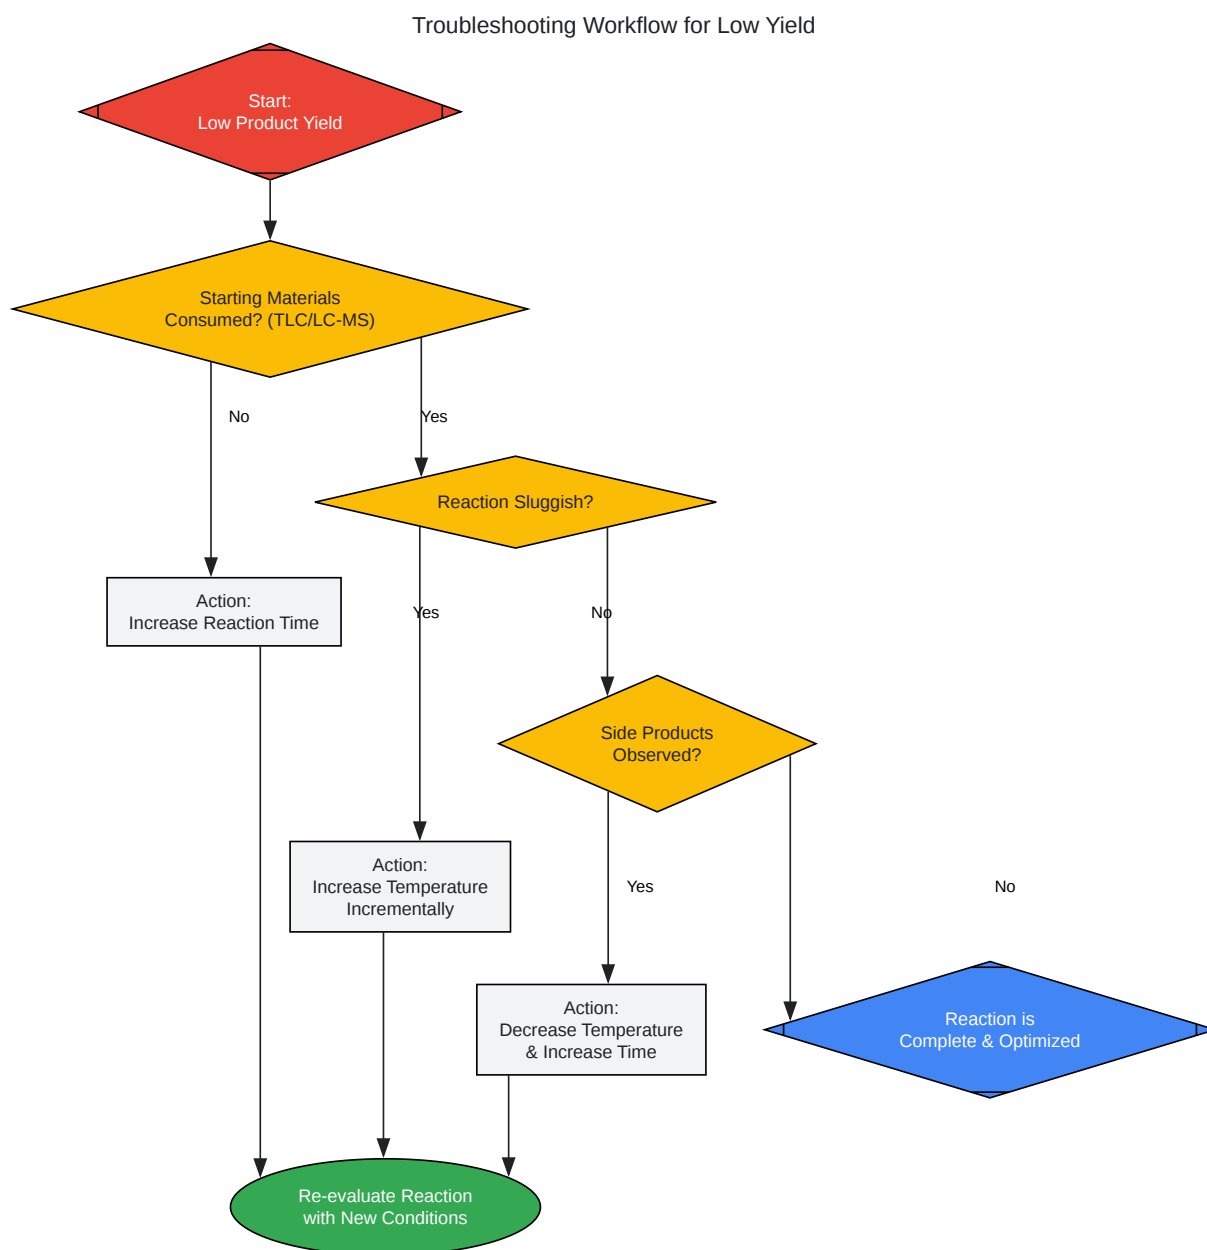 Troubleshooting Workflow for Low Yield
Start:
Low Product Yield
Starting Materials
Consumed? (TLC/LC-MS)
No
Yes
Reaction Sluggish?
Action:
Increase Reaction Time
Yes
No
Side Products
Observed?
Action:
Increase Temperature
Incrementally
Yes
No
Action:
Decrease Temperature
& Increase Time
Reaction is
Complete & Optimized
Re-evaluate Reaction
with New Conditions